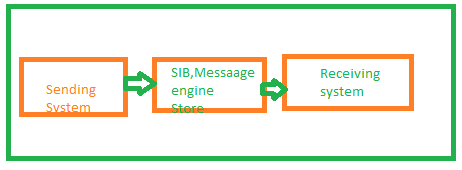 Sending
System
SIB,Messaage
engine
Store
Receiving
system